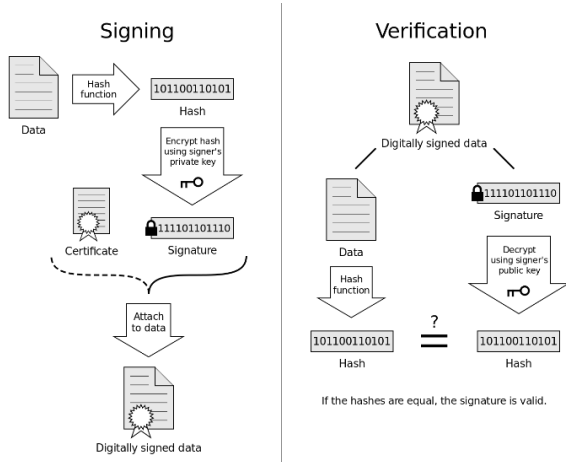 Signing
Hash
function
101100110101
Hash
Data
Encrypt hash
using signer's
private key
111101101110
Certificate
Signature
Attach
to data
Digitally signed data
Verification
Digitally signed data
Data
111101101110
Signature
Hash
function
Decrypt
using signer's
public key
?
101100110101
=
101100110101
Hash
Hash
If the hashes are equal, the signature is valid.